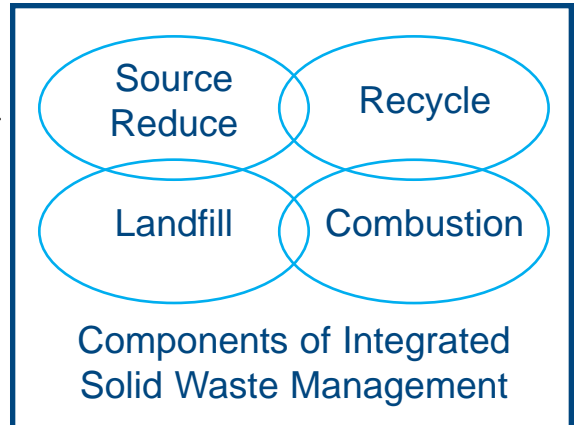 Source
Reduce
Recycle
Landfill
Combustion
Components of Integrated
Solid Waste Management